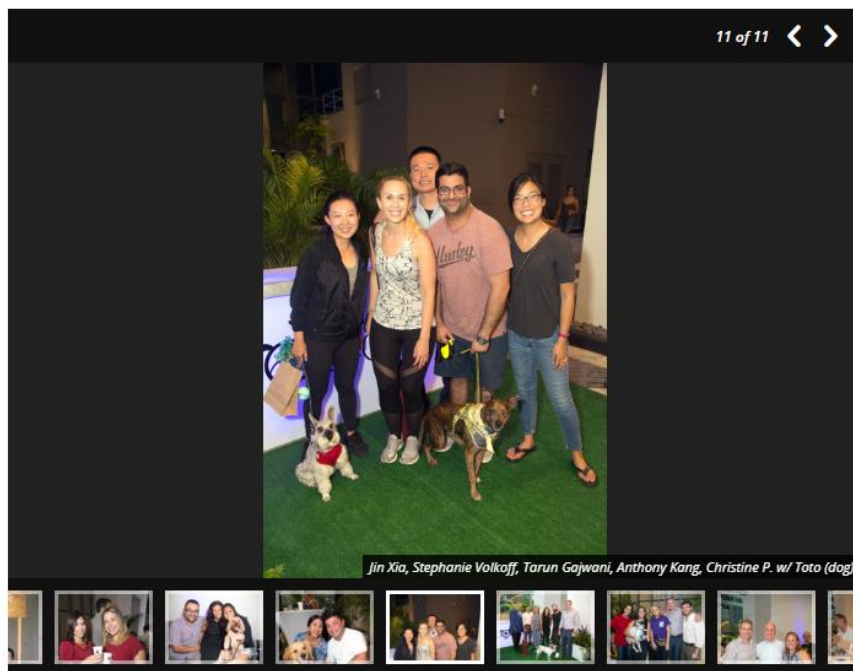 11 of 11
Hurley
Jin Xia, Stephanie Volkoff, Tarun Gajwani, Anthony Kang, Christine P. w/ Toto (dog)